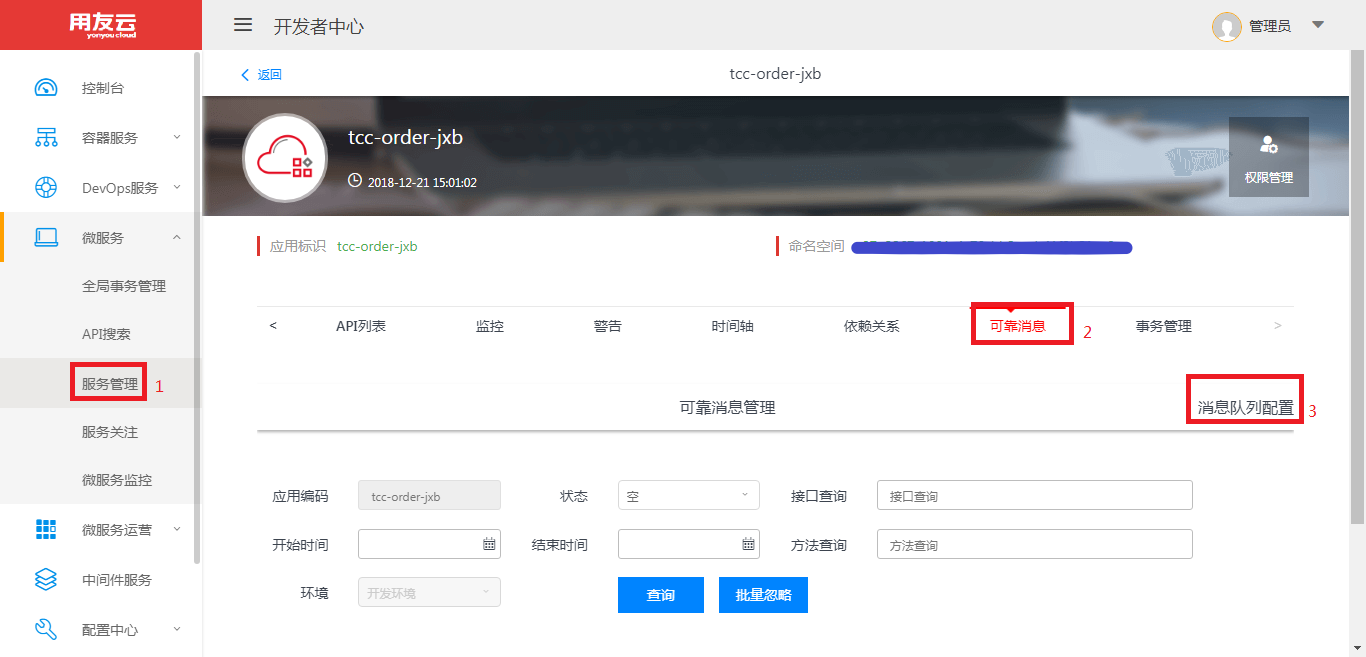 用友云
yonyou cloud
开发者中心
管理员
控制台
容器服务
DevOps服务
微服务
全局事务管理
API搜索
服务管理 1
服务关注
微服务监控
微服务运营
中间件服务
配置中心
返回
tcc-order-jxb
tcc-order-jxb
2018-12-21 15:01:02
权限管理
应用标识 tcc-order-jxb
命名空间
< API列表 监控 警告 时间轴 依赖关系 可靠消息 2 事务管理 >
可靠消息管理 消息队列配置 3
应用编码 tcc-order-jxb 状态 空 接口查询 接口查询
开始时间 结束时间 方法查询 方法查询
环境 开发环境 查询 批量忽略